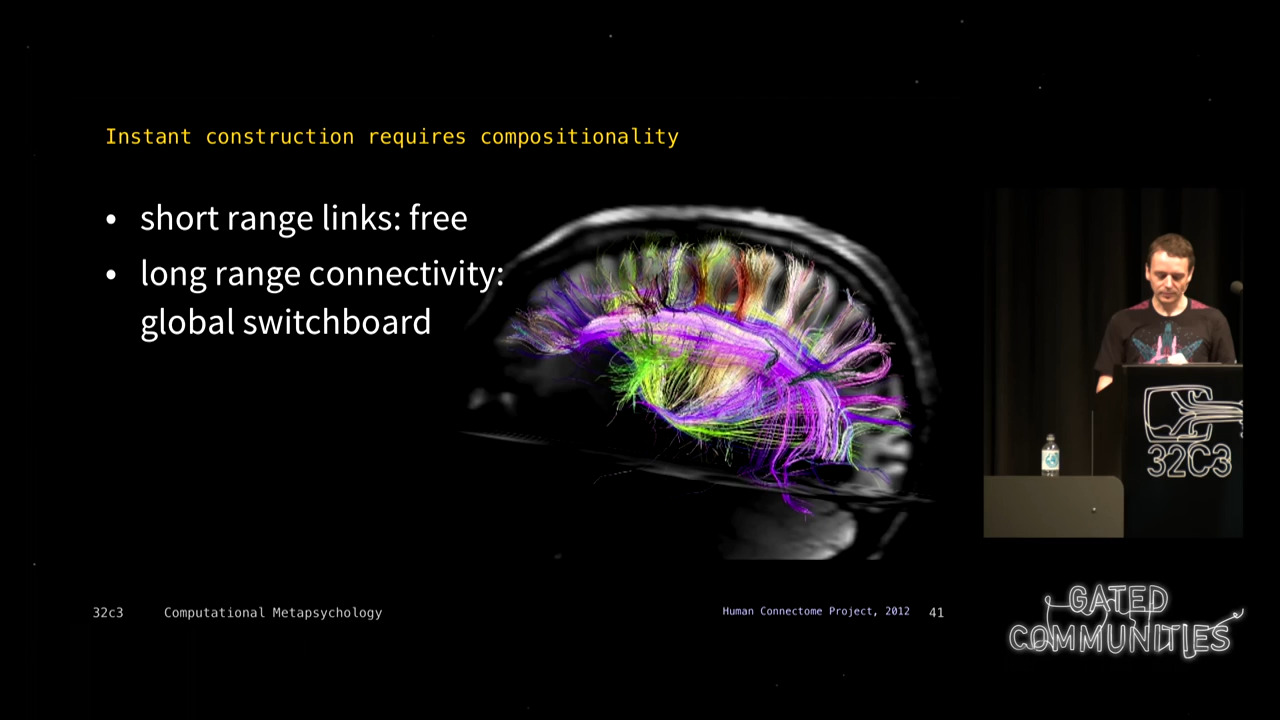 Instant construction requires compositionality
• short range links: free
• long range connectivity:
global switchboard
32C3
32c3 Computational Metapsychology
Human Connectome Project, 2012 41
GATED
COMMUNITIES